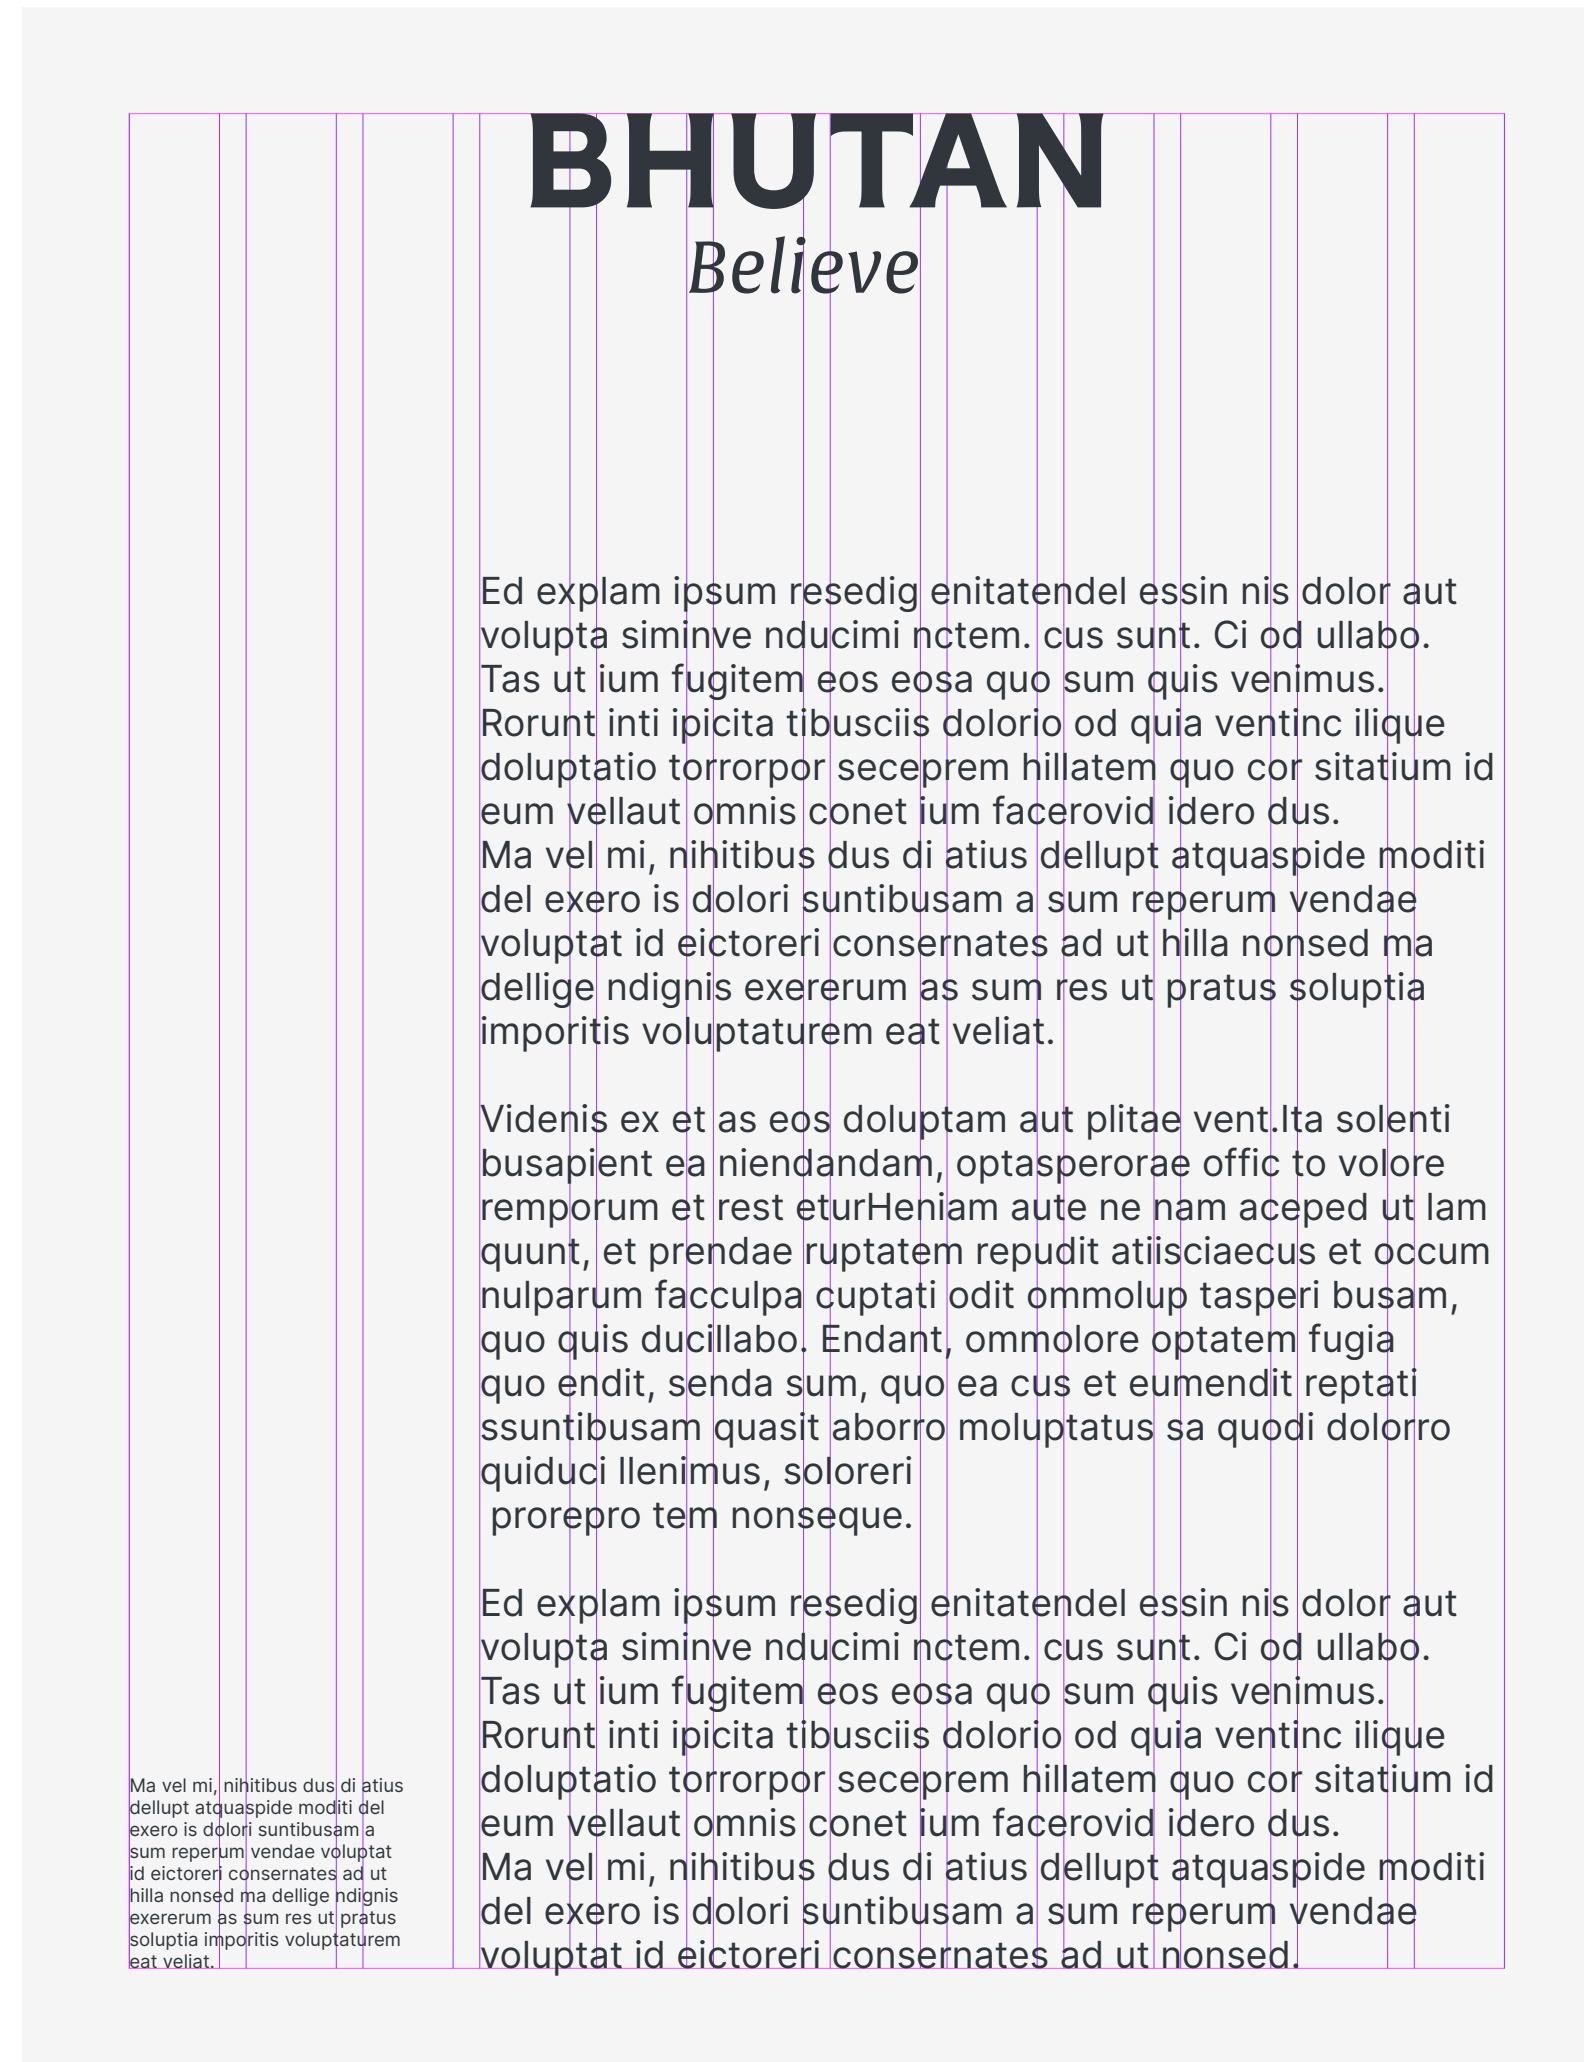 BHUTAN
Believe
Ed explam ipsum resedig enitatendel essin nis dolor aut
volupta siminve nducimi nctem. cus sunt. Ci od ullabo.
Tas ut ium fugitem eos eosa quo sum quis venimus.
Rorunt inti ipicita tibusciis dolorio od quia ventinc ilique
doluptatio torrorpor seceprem hillatem quo cor sitatium id
eum vellaut omnis conet ium facerovid idero dus.
Ma vel mi, nihitibus dus di atius dellupt atquaspide moditi
del exero is dolori suntibusam a sum reperum vendae
voluptat id eictoreri consernates ad ut hilla nonsed ma
dellige ndignis exererum as sum res ut pratus soluptia
imporitis voluptaturem eat veliat.
Videnis ex et as eos doluptam aut plitae vent.Ita solenti
busapient ea niendandam, optasperorae offic to volore
remporum et rest eturHeniam aute ne nam aceped ut lam
quunt, et prendae ruptatem repudit atiisciaecus et occum
nulparum facculpa cuptati odit ommolup tasperi busam,
quo quis ducillabo. Endant, ommolore optatem fugia
quo endit, senda sum, quo ea cus et eumendit reptati
ssuntibusam quasit aborro moluptatus sa quodi dolorro
quiduci llenimus, soloreri
prorepro tem nonseque.
Ed explam ipsum resedig enitatendel essin nis dolor aut
volupta siminve nducimi nctem. cus sunt. Ci od ullabo.
Tas ut ium fugitem eos eosa quo sum quis venimus.
Rorunt inti ipicita tibusciis dolorio od quia ventinc ilique
doluptatio torrorpor seceprem hillatem quo cor sitatium id
eum vellaut omnis conet ium facerovid idero dus.
Ma vel mi, nihitibus dus di atius dellupt atquaspide moditi
del exero is dolori suntibusam a sum reperum vendae
voluptat id eictoreri consernates ad ut nonsed.
Ma vel mi, nihitibus dus di atius
dellupt atquaspide moditi del
exero is dolori suntibusam a
sum reperum vendae voluptat
id eictoreri consernates ad ut
hilla nonsed ma dellige ndignis
exererum as sum res ut pratus
soluptia imporitis voluptaturem
eat veliat.